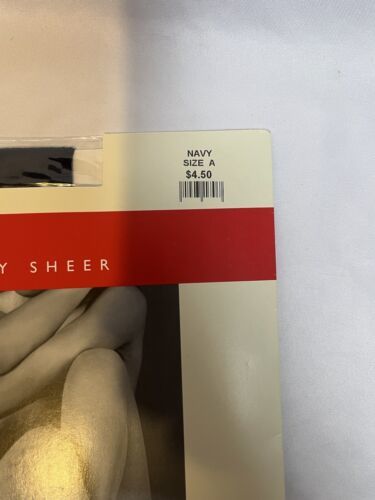 NAVY
SIZE A
$4.50
Y SHEER